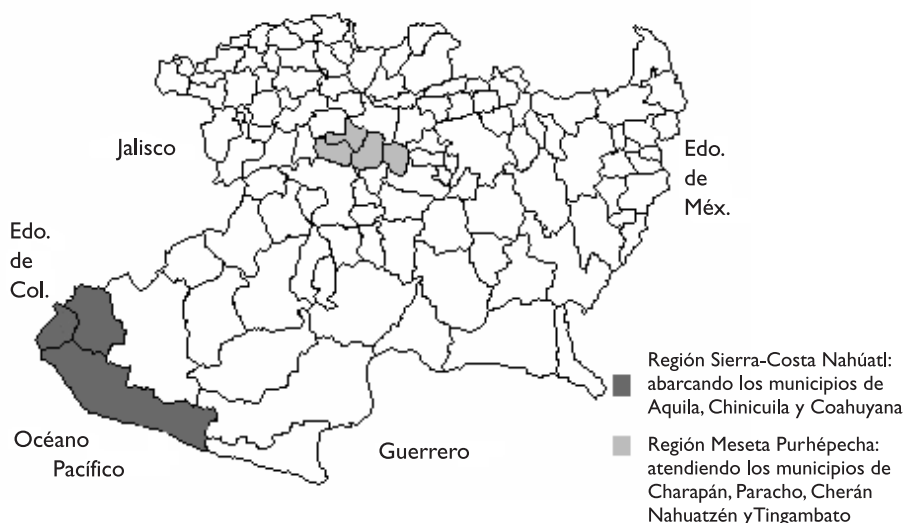 Jalisco
Edo.
de
Méx.
Edo.
de
Col.
Océano
Pacífico
Guerrero
Región Sierra-Costa Nahúatl:
abarcando los municipios de
Aquila, Chinicuila y Coahuyana
Región Meseta Purhépecha:
atendiendo los municipios de
Charapán, Paracho, Cherán
Nahuatzén yTingambato